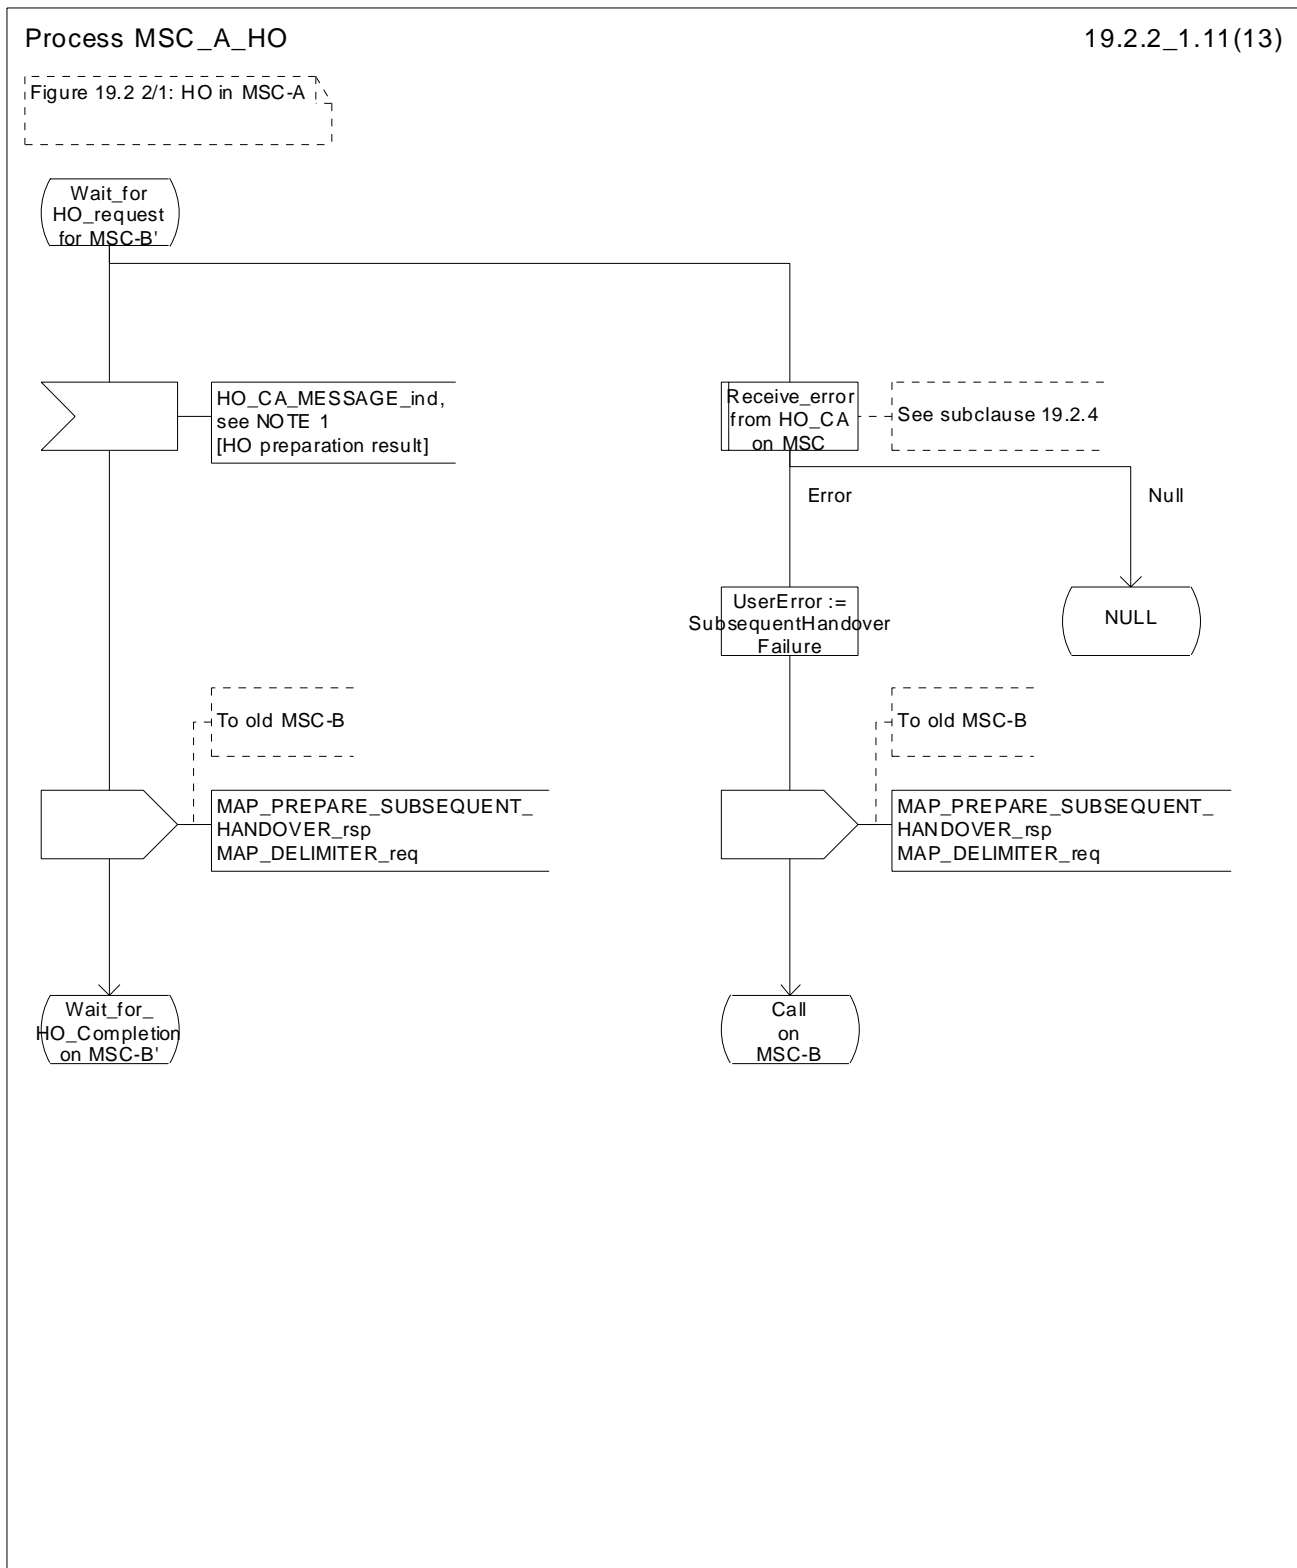 Process MSC_A_HO
19.2.2_1.11(13)
Figure 19.2 2/1: HO in MSC-A
Wait_for
HO_request
for MSC-B'
HO_CA_MESSAGE_ind,
see NOTE 1
[HO preparation result]
Receive_error
from HO_CA
on MSC
See subclause 19.2.4
Error
Null
UserError :=
SubsequentHandover
Failure
NULL
To old MSC-B
To old MSC-B
MAP_PREPARE_SUBSEQUENT_
HANDOVER_rsp
MAP_DELIMITER_req
MAP_PREPARE_SUBSEQUENT_
HANDOVER_rsp
MAP_DELIMITER_req
Wait_for_
HO_Completion
on MSC-B'
Call
on
MSC-B